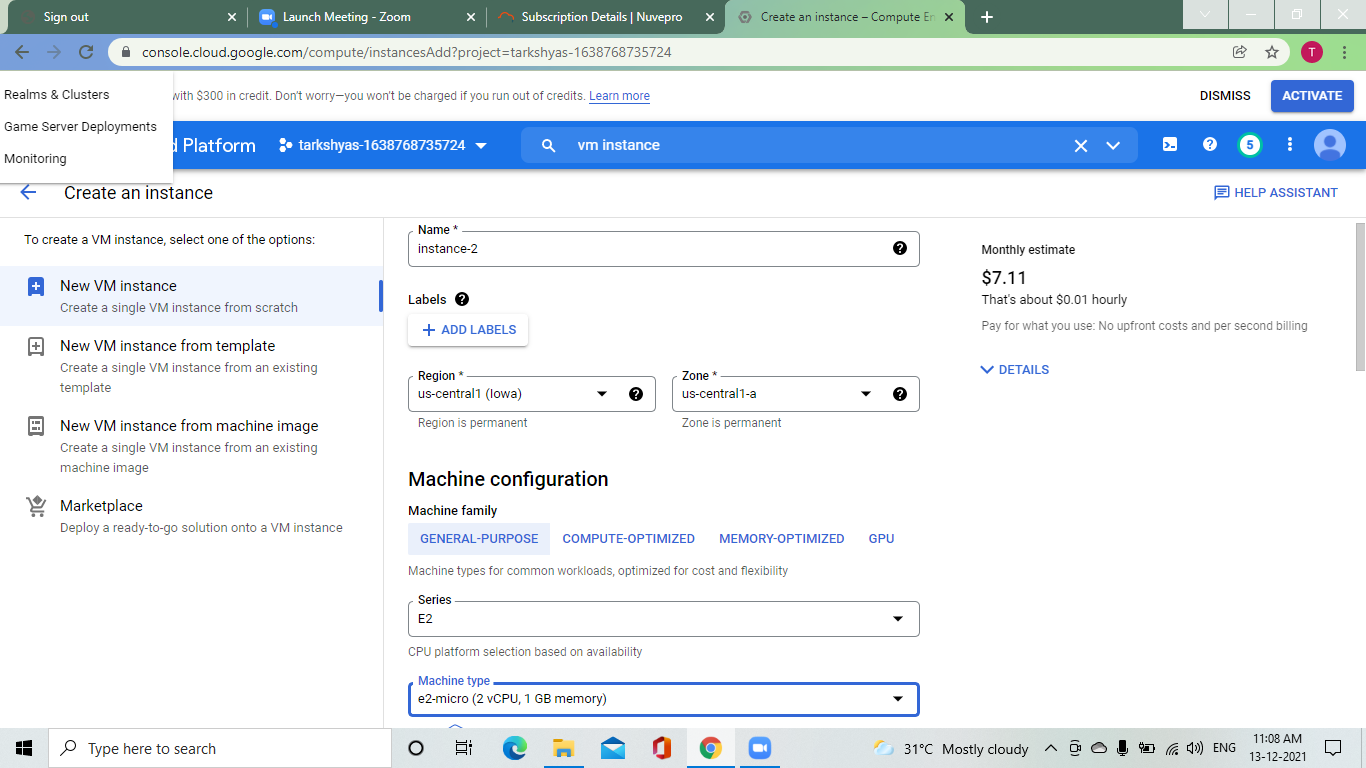 Sign out
Launch Meeting - Zoom
Subscription Details | Nuvepro
Create an instance – Compute En
console.cloud.google.com/compute/instancesAdd?project=tarkshyas-1638768735724
T
Realms & Clusters
with $300 in credit. Don't worry—you won't be charged if you run out of credits. Learn more
DISMISS
ACTIVATE
Game Server Deployments
Monitoring
d Platform
tarkshyas-1638768735724
vm instance
5
Create an instance
HELP ASSISTANT
To create a VM instance, select one of the options:
New VM instance
Create a single VM instance from scratch
New VM instance from template
Create a single VM instance from an existing
template
New VM instance from machine image
Create a single VM instance from an existing
machine image
Marketplace
Deploy a ready-to-go solution onto a VM instance
Name *
instance-2
Labels
ADD LABELS
Region *
us-central1 (Iowa)
Region is permanent
Zone *
us-central1-a
Zone is permanent
Machine configuration
Machine family
GENERAL-PURPOSE
COMPUTE-OPTIMIZED
MEMORY-OPTIMIZED
GPU
Machine types for common workloads, optimized for cost and flexibility
Series
E2
CPU platform selection based on availability
Machine type
e2-micro (2 vCPU, 1 GB memory)
Monthly estimate
$7.11
That's about $0.01 hourly
Pay for what you use: No upfront costs and per second billing
DETAILS
Type here to search
31°C Mostly cloudy
ENG
11:08 AM
13-12-2021